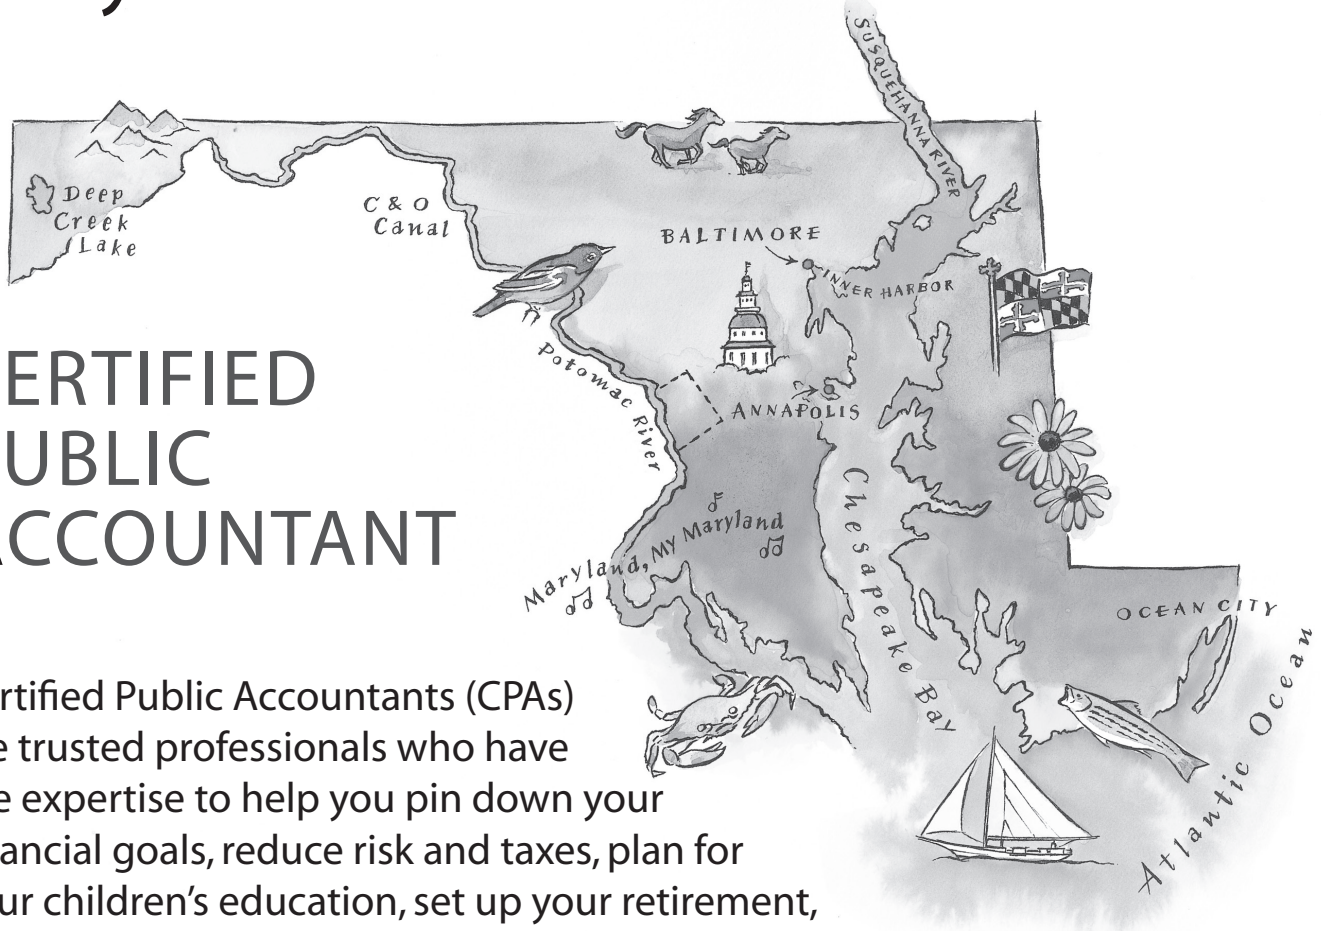 SUSQUEHANNA RIVER
Deep
Creek
Lake
C & O
Canal
BALTIMORE
INNER HARBOR
Potomac River
ANNAPOLIS
ERTIFIED
UBLIC
ACCOUNTANT
Chesapeake Bay
Maryland, My Maryland
OCEAN CITY
Atlantic Ocean
rtified Public Accountants (CPAs)
e trusted professionals who have
e expertise to help you pin down your
ancial goals, reduce risk and taxes, plan for
ur children’s education, set up your retirement,